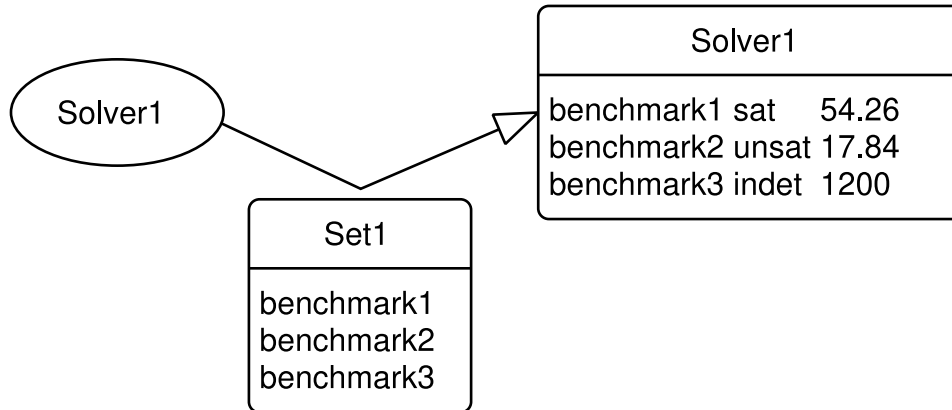 Solver1
Solver1
benchmark1 sat 54.26
benchmark2 unsat 17.84
benchmark3 indet 1200
Set1
benchmark1
benchmark2
benchmark3